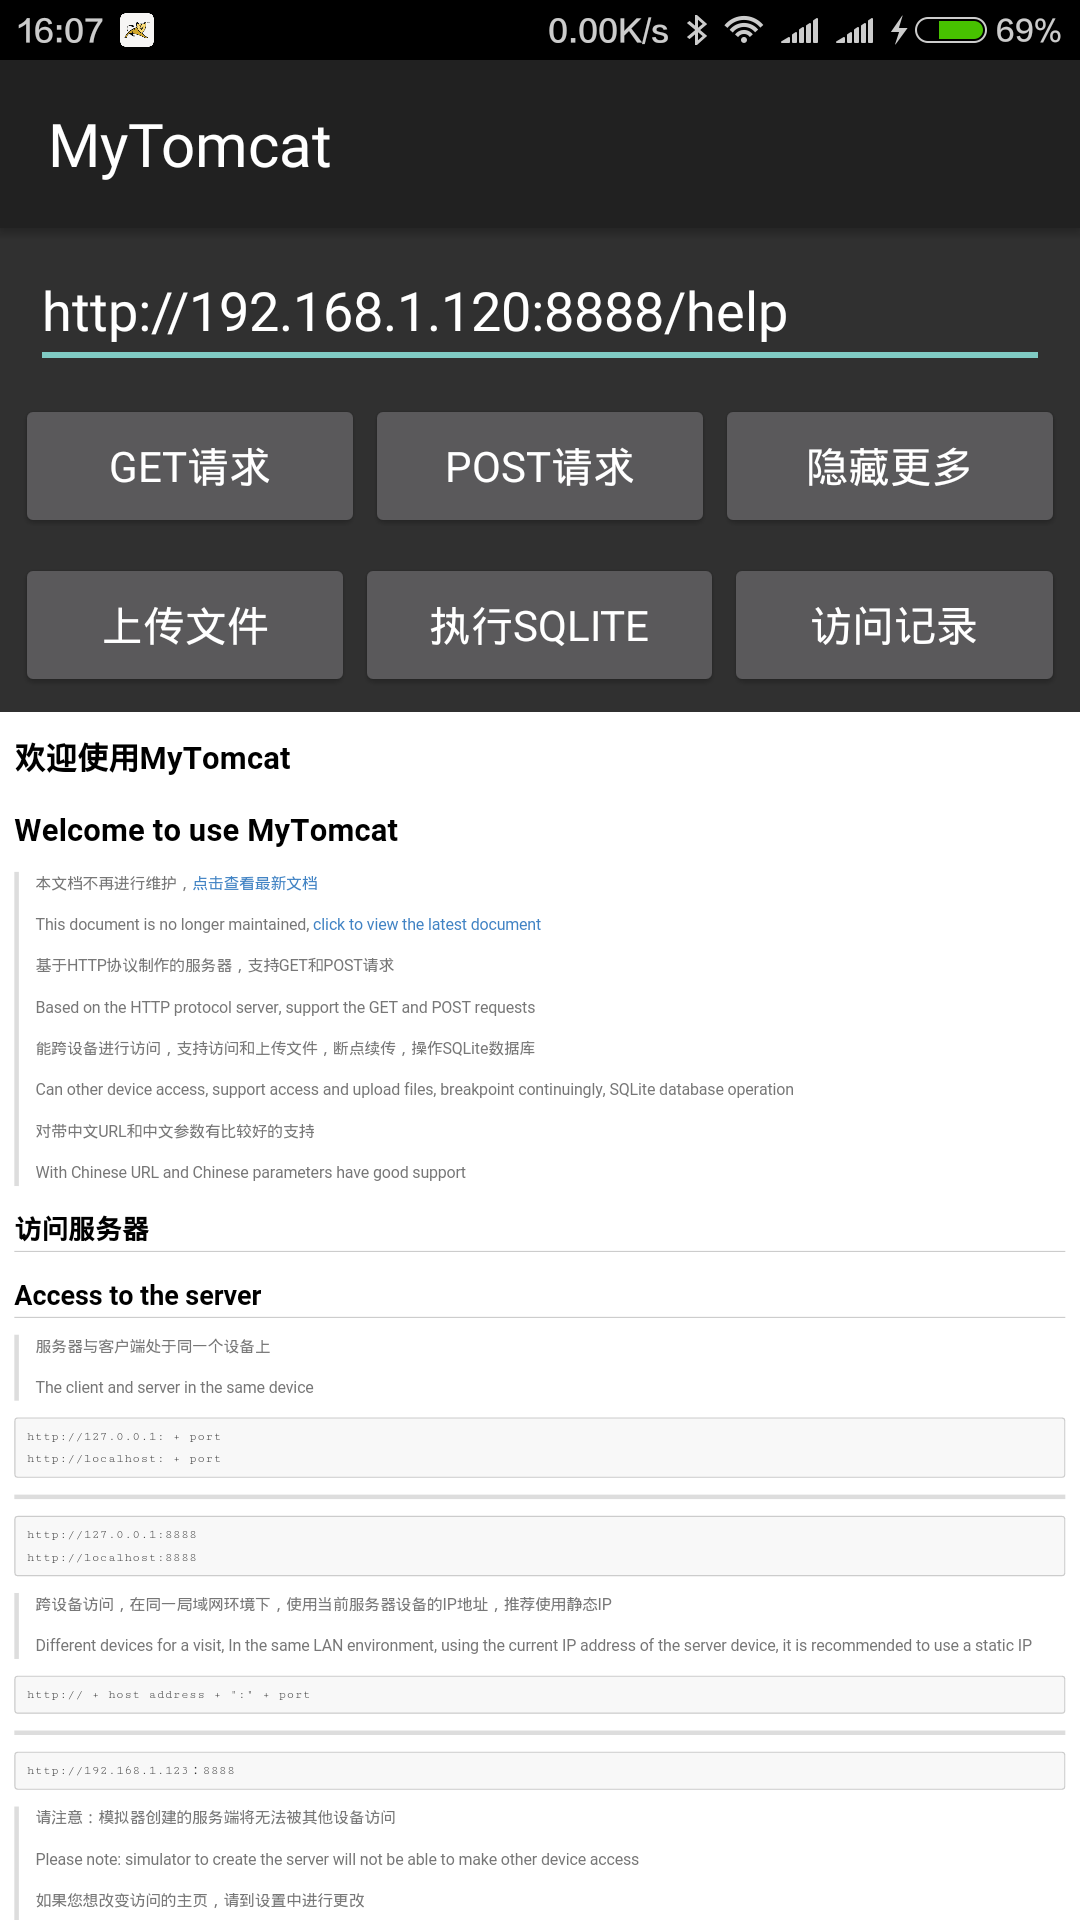 16:07 0.00K/s 69%
MyTomcat
http://192.168.1.120:8888/help
GET请求 POST请求 隐藏更多
上传文件 执行SQLITE 访问记录
欢迎使用MyTomcat
Welcome to use MyTomcat
本文档不再进行维护，点击查看最新文档
This document is no longer maintained, click to view the latest document
基于HTTP协议制作的服务器，支持GET和POST请求
Based on the HTTP protocol server, support the GET and POST requests
能跨设备进行访问，支持访问和上传文件，断点续传，操作SQLite数据库
Can other device access, support access and upload files, breakpoint continuingly, SQLite database operation
对带中文URL和中文参数有比较好的支持
With Chinese URL and Chinese parameters have good support
访问服务器
Access to the server
服务器与客户端处于同一个设备上
The client and server in the same device
http://127.0.0.1: + port
http://localhost: + port
http://127.0.0.1:8888
http://localhost:8888
跨设备访问，在同一局域网环境下，使用当前服务器设备的IP地址，推荐使用静态IP
Different devices for a visit, In the same LAN environment, using the current IP address of the server device, it is recommended to use a static IP
http:// + host address + ":" + port
http://192.168.1.123：8888
请注意：模拟器创建的服务端将无法被其他设备访问
Please note: simulator to create the server will not be able to make other device access
如果您想改变访问的主页，请到设置中进行更改